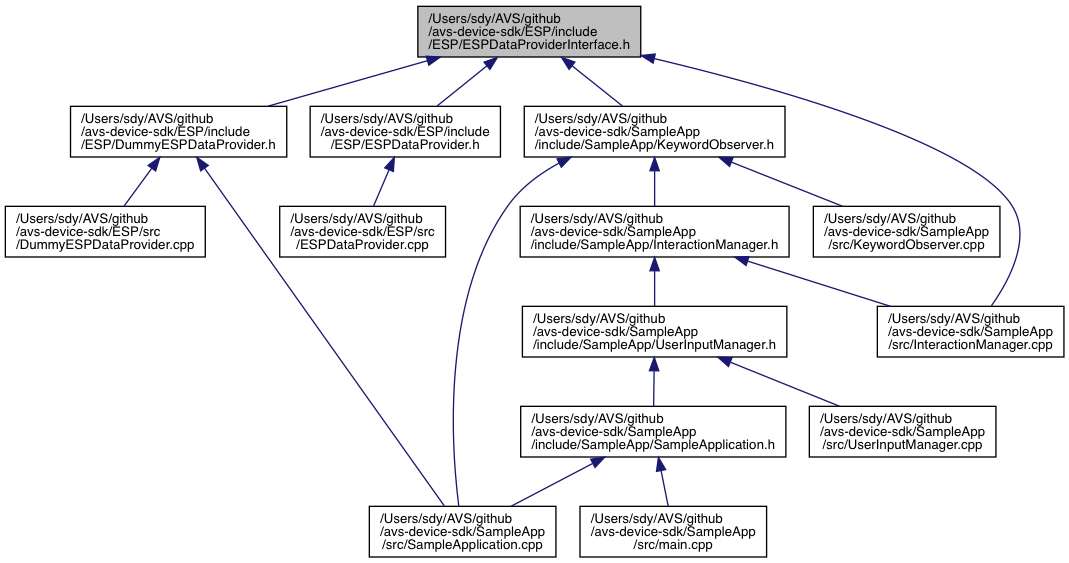 /Users/sdy/AVS/github
/avs-device-sdk/ESP/include
/ESP/ESPDataProviderInterface.h
/Users/sdy/AVS/github
/avs-device-sdk/ESP/include
/ESP/DummyESPDataProvider.h
/Users/sdy/AVS/github
/avs-device-sdk/ESP/include
/ESP/ESPDataProvider.h
/Users/sdy/AVS/github
/avs-device-sdk/SampleApp
/include/SampleApp/KeywordObserver.h
/Users/sdy/AVS/github
/avs-device-sdk/ESP/src
/DummyESPDataProvider.cpp
/Users/sdy/AVS/github
/avs-device-sdk/ESP/src
/ESPDataProvider.cpp
/Users/sdy/AVS/github
/avs-device-sdk/SampleApp
/include/SampleApp/InteractionManager.h
/Users/sdy/AVS/github
/avs-device-sdk/SampleApp
/src/KeywordObserver.cpp
/Users/sdy/AVS/github
/avs-device-sdk/SampleApp
/include/SampleApp/UserInputManager.h
/Users/sdy/AVS/github
/avs-device-sdk/SampleApp
/src/InteractionManager.cpp
/Users/sdy/AVS/github
/avs-device-sdk/SampleApp
/include/SampleApp/SampleApplication.h
/Users/sdy/AVS/github
/avs-device-sdk/SampleApp
/src/UserInputManager.cpp
/Users/sdy/AVS/github
/avs-device-sdk/SampleApp
/src/SampleApplication.cpp
/Users/sdy/AVS/github
/avs-device-sdk/SampleApp
/src/main.cpp